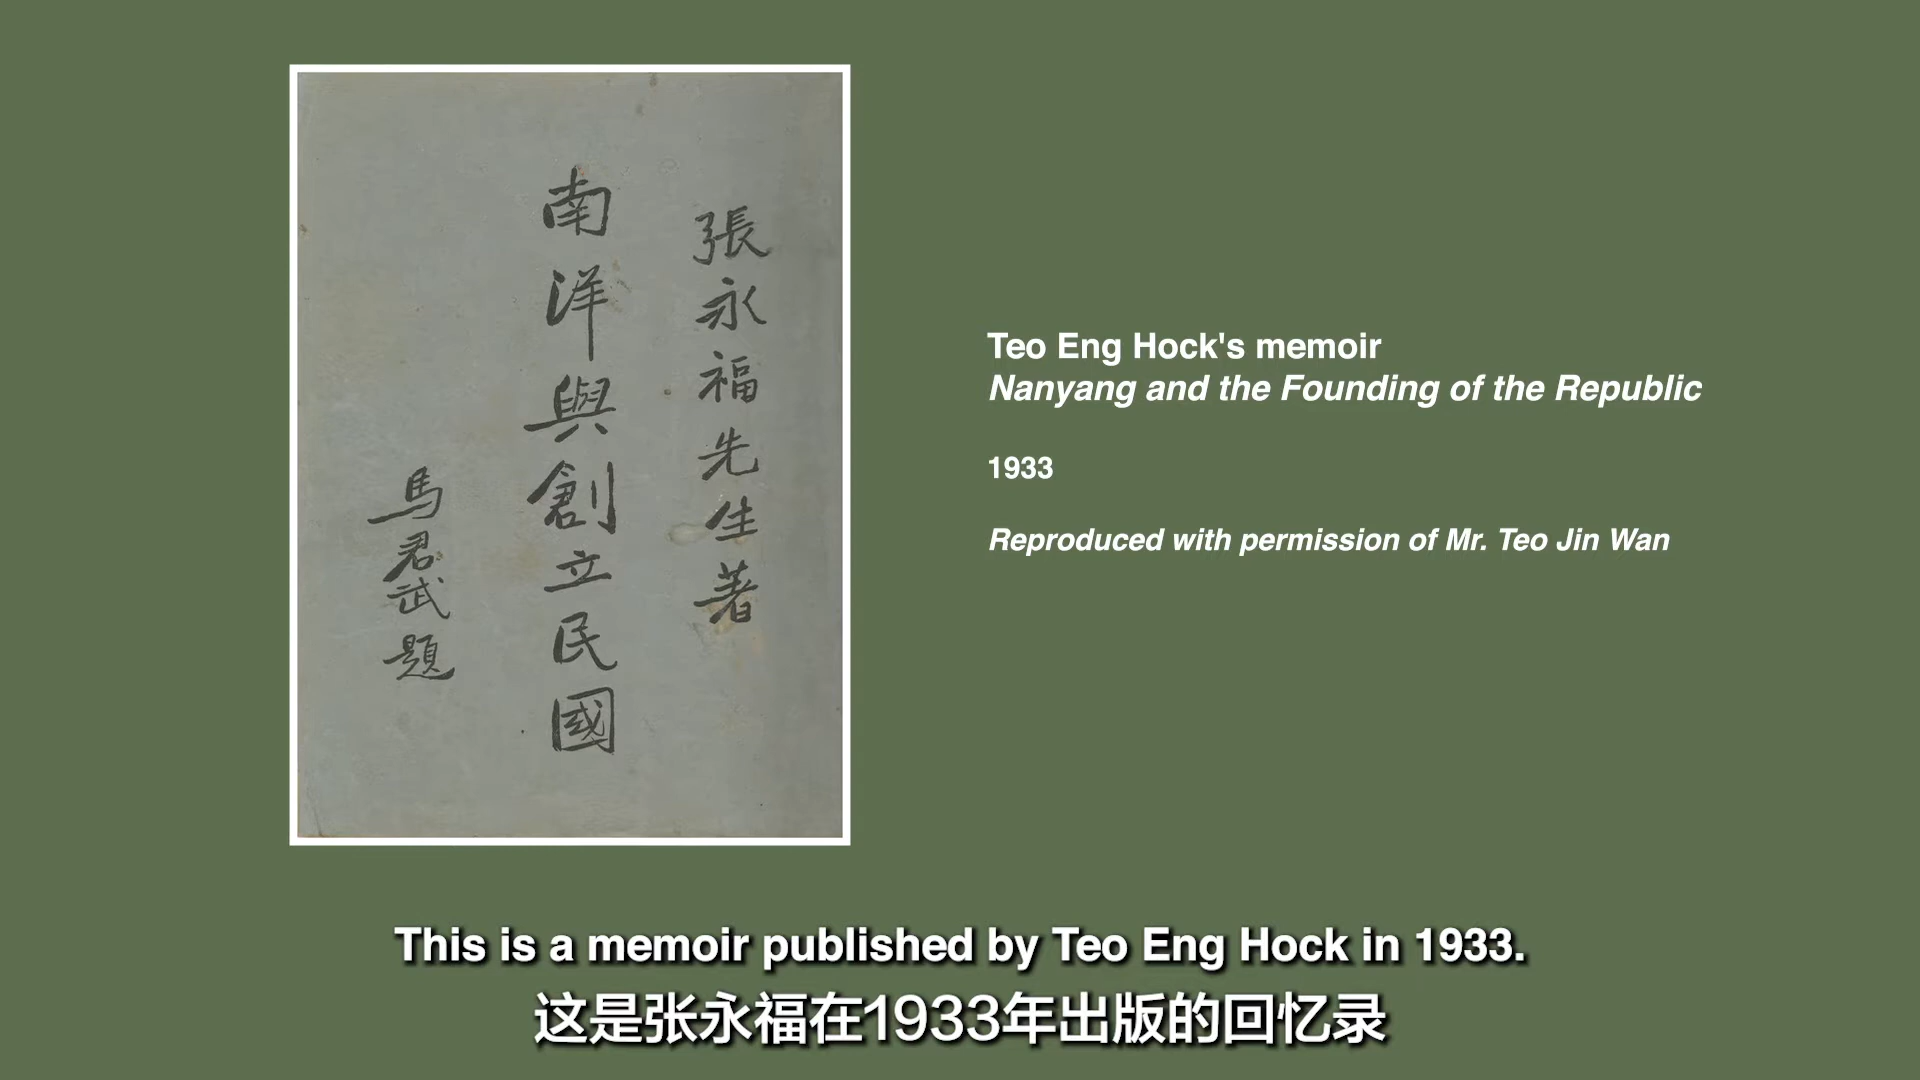 張永福先生著
南洋與創立民國
馬君武題
Teo Eng Hock's memoir
Nanyang and the Founding of the Republic
1933
Reproduced with permission of Mr. Teo Jin Wan
This is a memoir published by Teo Eng Hock in 1933.
这是张永福在1933年出版的回忆录